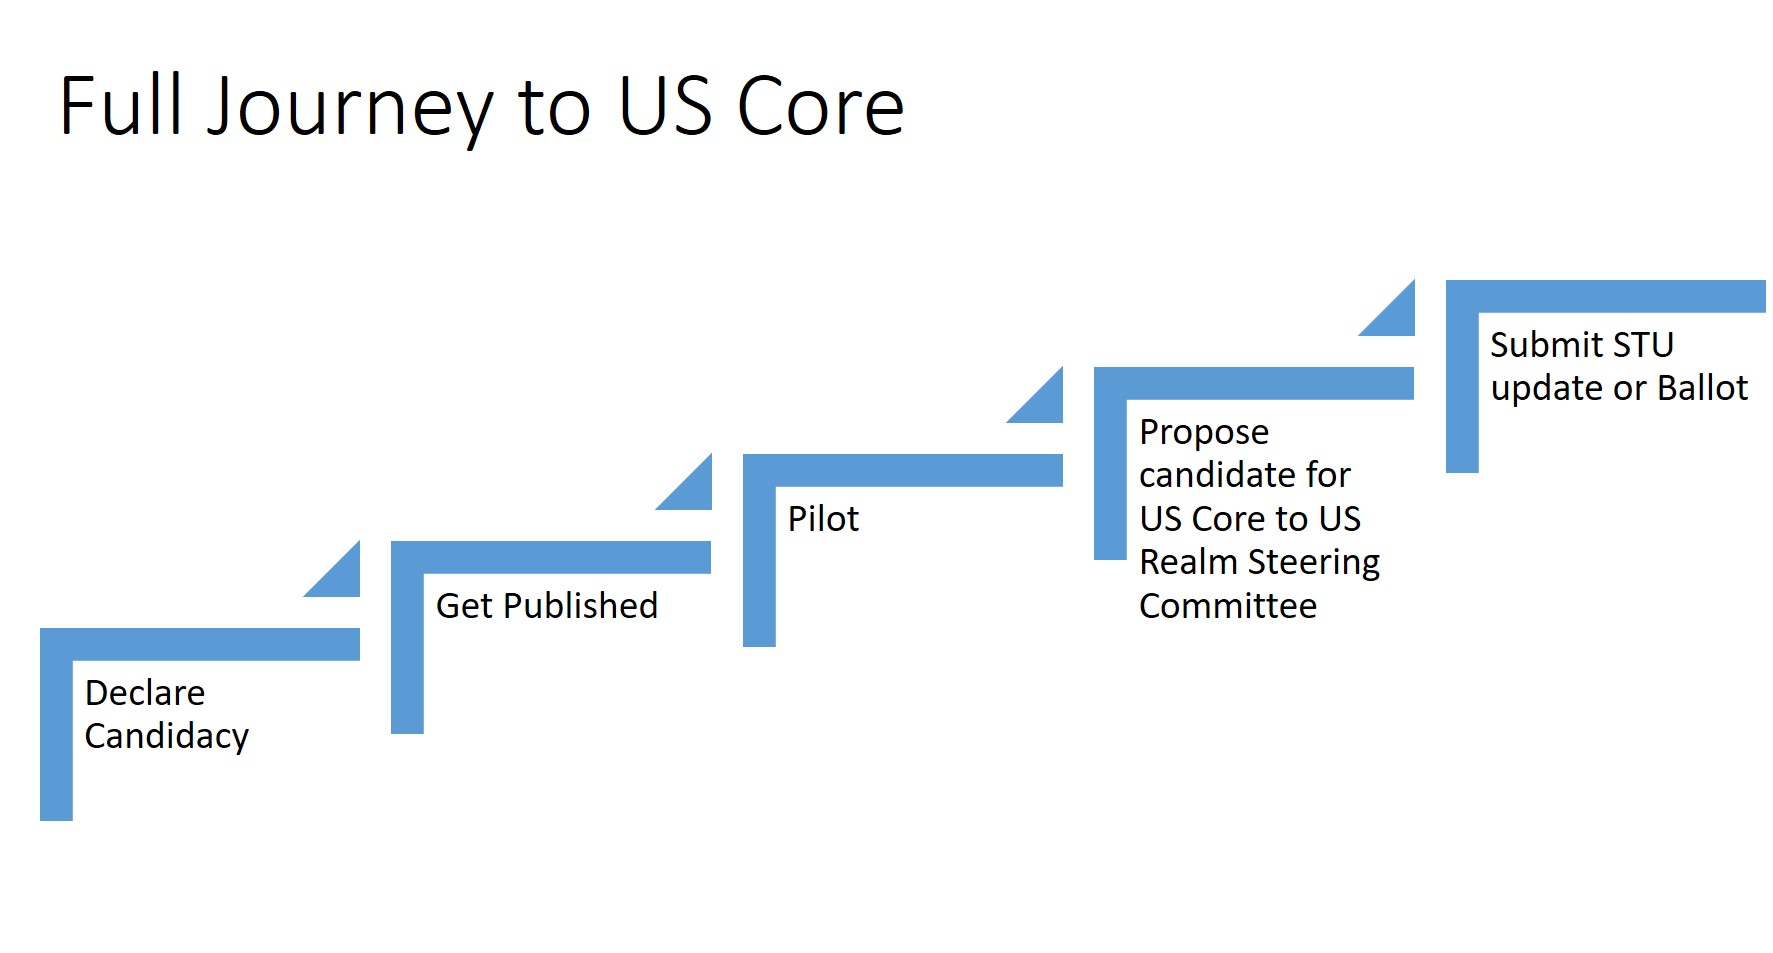 Full Journey to US Core
Declare
Candidacy
Get Published
Pilot
Propose
candidate for
US Core to US
Realm Steering
Committee
Submit STU
update or Ballot